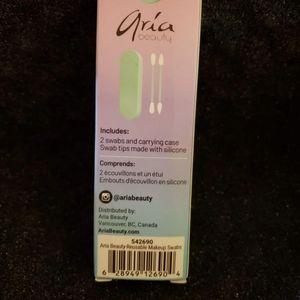 aria
beauty
Includes:
2 swabs and carrying case
Swab tips made with silicone
Comprends:
2 écouvillons et un étui
Embouts d'écouvillon en silicone
@ariabeauty
Distributed by:
Aria Beauty
Vancouver, BC, Canada
AriaBeauty.com
542690
Aria Beauty Reusable Makeup Swabs
6 28949 12690 4